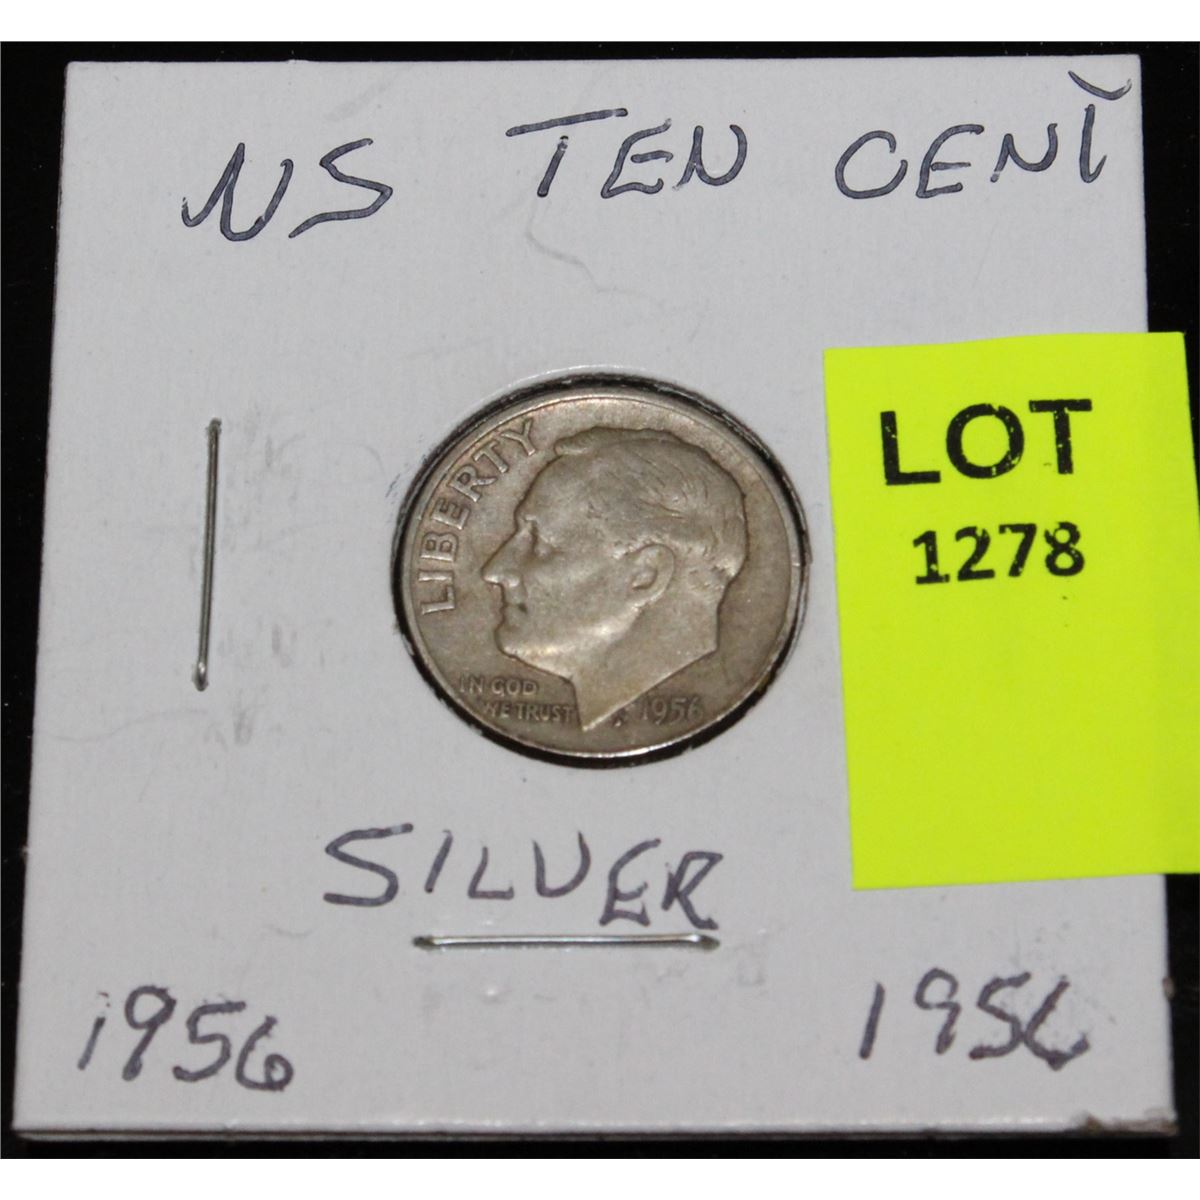 US TEN CENT
LOT
1278
LIBERTY
IN GOD
WE TRUST
1956
SILVER
1956 1956